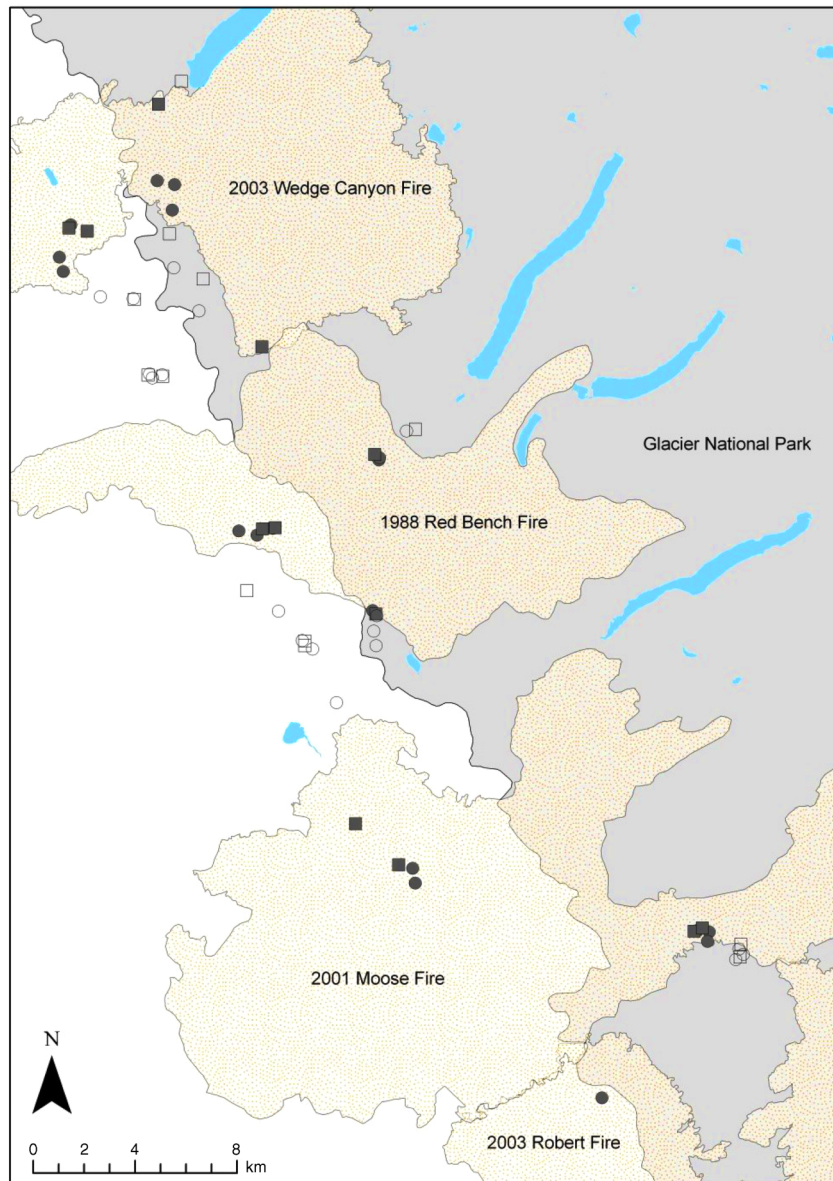 2003 Wedge Canyon Fire
Glacier National Park
1988 Red Bench Fire
2001 Moose Fire
N
2003 Robert Fire
0 2 4 8
km